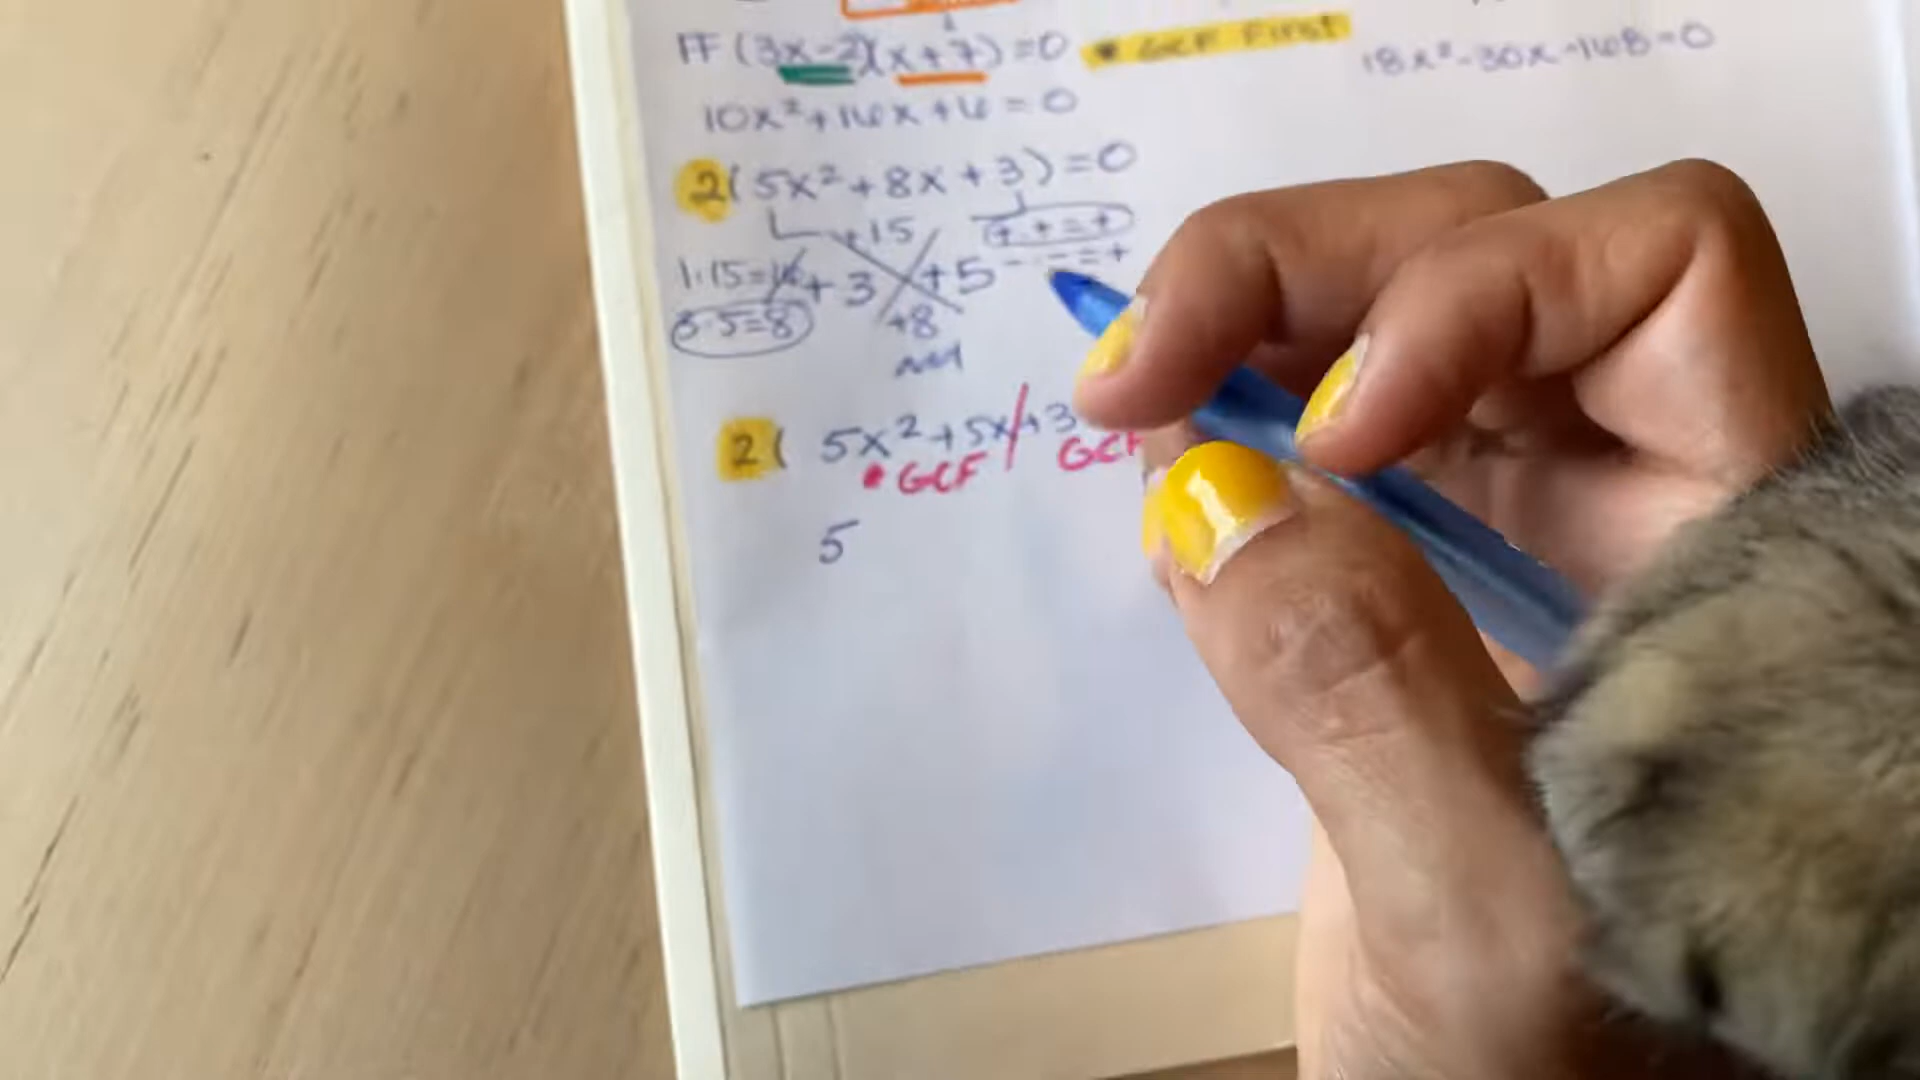 FF (3x-2)(x+7)=0 * GCF FIRST
18x²-30x-168=0
10x²+16x+6=0
2(5x²+8x+3)=0
+15 +·+=+
1·15=16 +3 +5 -·-=+
3·5=8 +8
2( 5x²+5x/+3
• GCF GCF
5